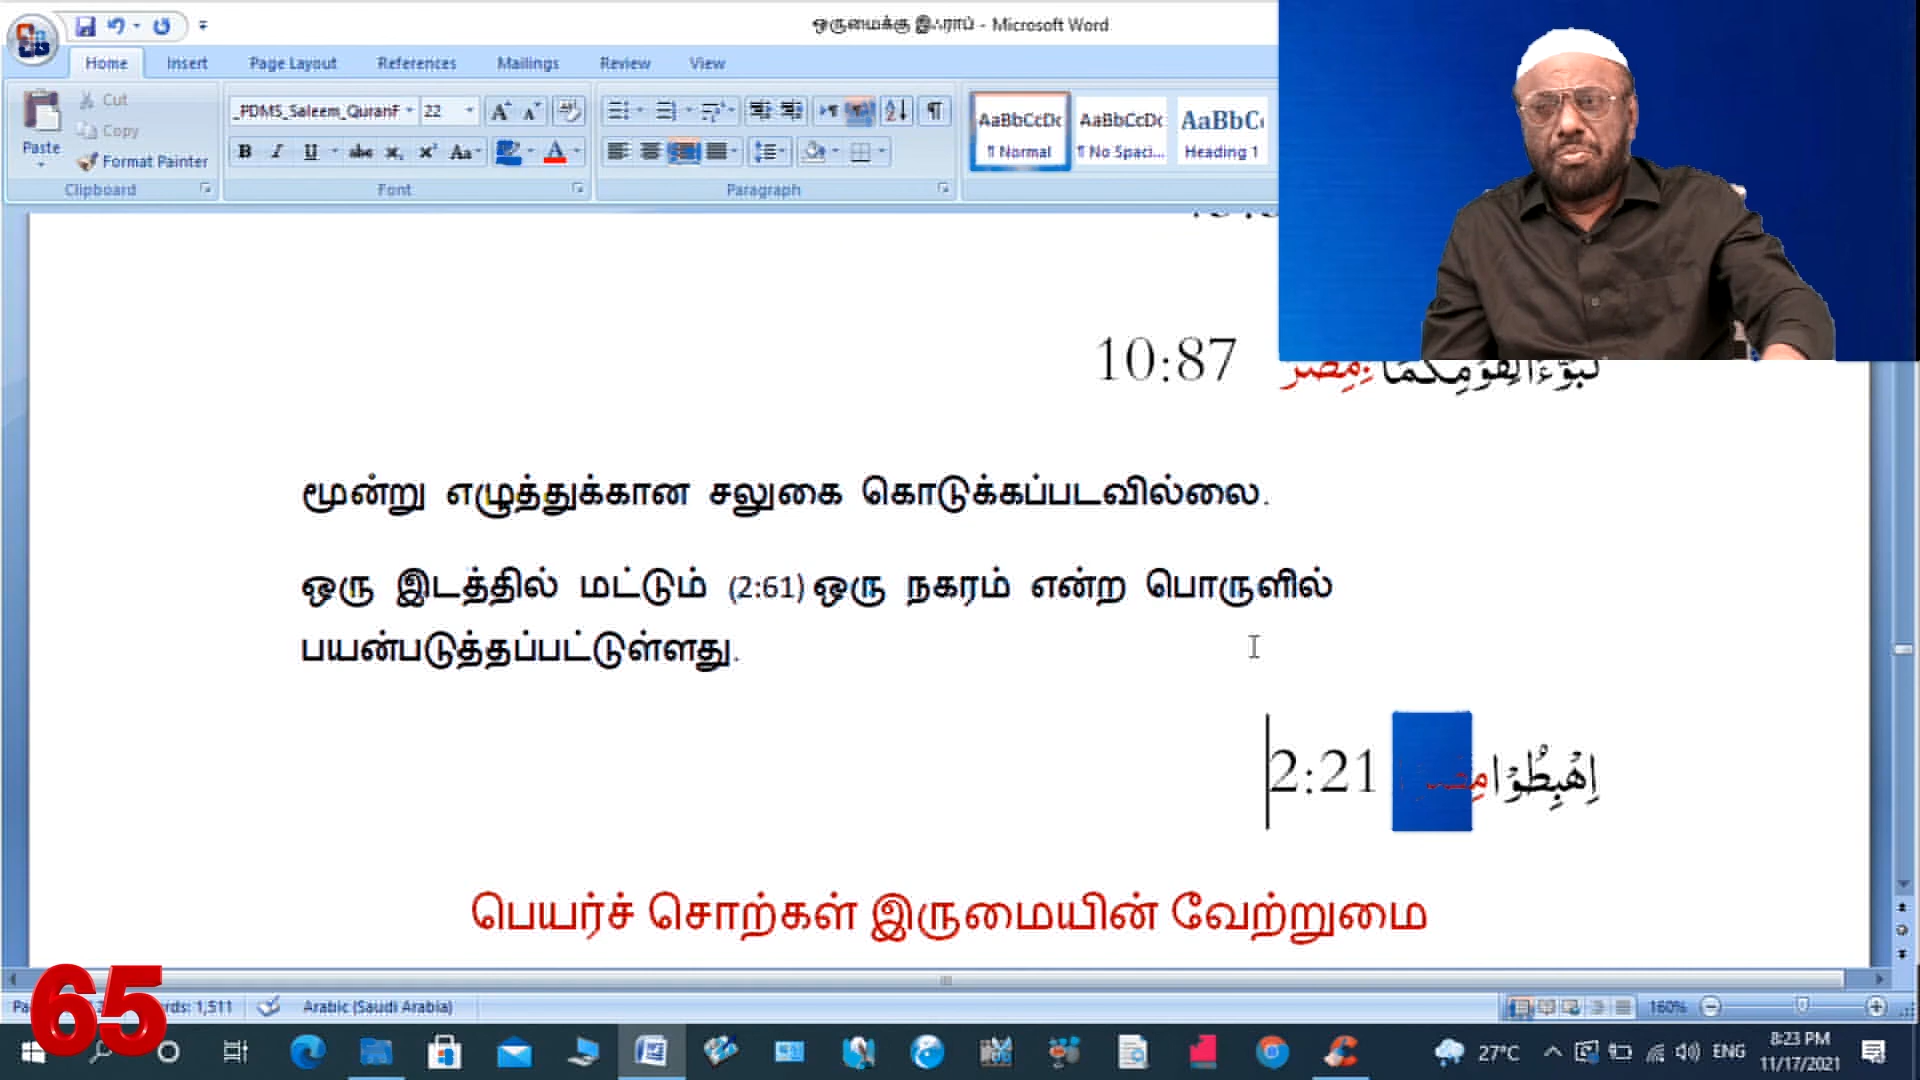 ஒருமைக்கு இஃராப் - Microsoft Word
Home Insert Page Layout References Mailings Review View
Cut
Copy
Paste
Format Painter
Clipboard
_PDMS_Saleem_QuranF 22
Font
Paragraph
AaBbCcDc AaBbCcDc AaBbC
¶ Normal ¶ No Spaci... Heading 1
10:87
மூன்று எழுத்துக்கான சலுகை கொடுக்கப்படவில்லை.
ஒரு இடத்தில் மட்டும் (2:61) ஒரு நகரம் என்ற பொருளில்
பயன்படுத்தப்பட்டுள்ளது.
اِهْبِطُوْا 2:21
பெயர்ச் சொற்கள் இருமையின் வேற்றுமை
65
1,511 Arabic (Saudi Arabia) 160%
27°C ENG 8:23 PM
11/17/2021